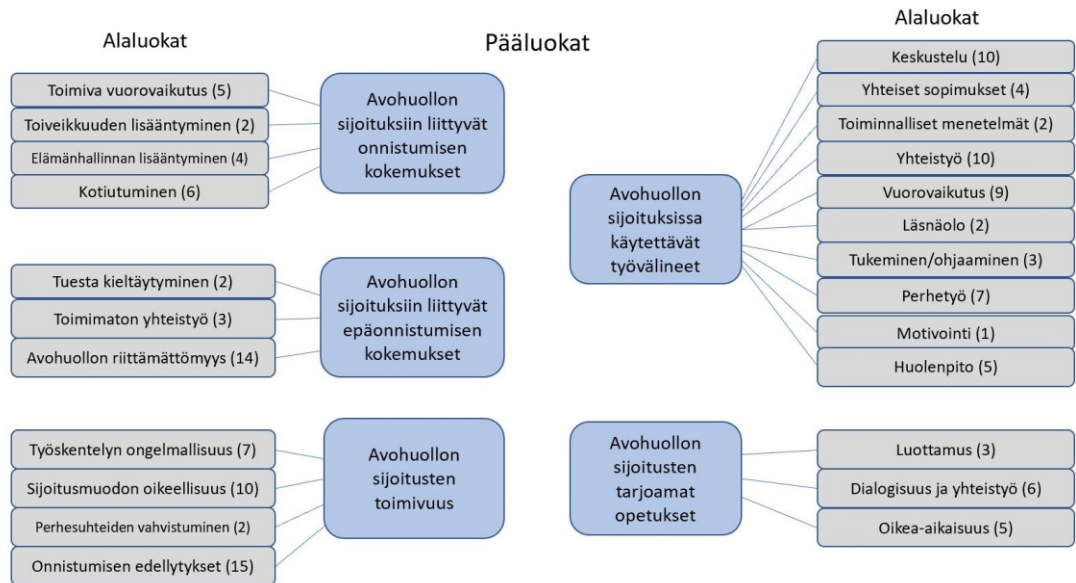 Alaluokat
Pääluokat
Alaluokat
Toimiva vuorovaikutus (5)
Toiveikkuuden lisääntyminen (2)
Elämänhallinnan lisääntyminen (4)
Kotiutuminen (6)
Avohuollon
sijoituksiin liittyvät
onnistumisen
kokemukset
Tuesta kieltäytyminen (2)
Toimimaton yhteistyö (3)
Avohuollon riittämättömyys (14)
Avohuollon
sijoituksiin liittyvät
epäonnistumisen
kokemukset
Työskentelyn ongelmallisuus (7)
Sijoitusmuodon oikeellisuus (10)
Perhesuhteiden vahvistuminen (2)
Onnistumisen edellytykset (15)
Avohuollon
sijoitusten
toimivuus
Avohuollon
sijoituksissa
käytettävät
työvälineet
Keskustelu (10)
Yhteiset sopimukset (4)
Toiminnalliset menetelmät (2)
Yhteistyö (10)
Vuorovaikutus (9)
Läsnäolo (2)
Tukeminen/ohjaaminen (3)
Perhetyö (7)
Motivointi (1)
Huolenpito (5)
Avohuollon
sijoitusten
tarjoamat
opetukset
Luottamus (3)
Dialogisuus ja yhteistyö (6)
Oikea-aikaisuus (5)